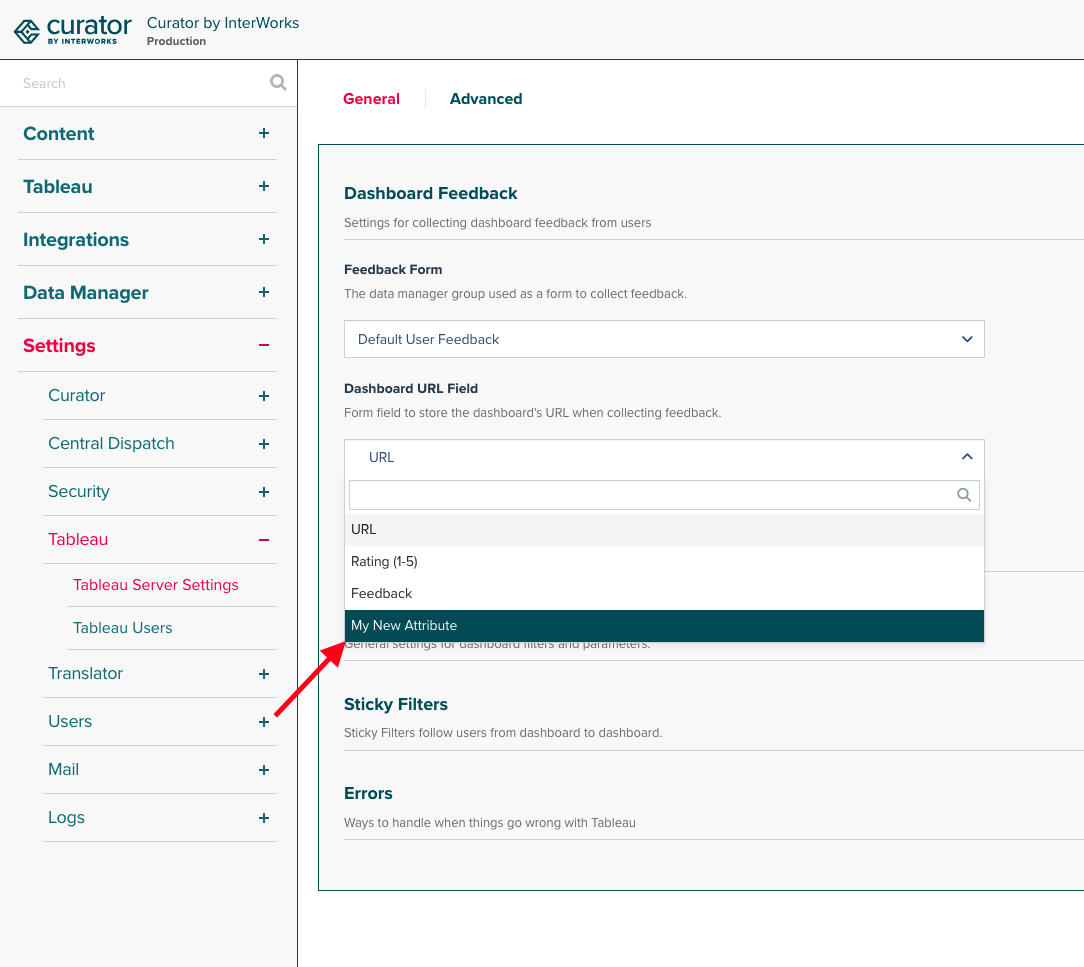 curator
BY INTERWORKS
Curator by InterWorks
Production
Search
Content
Tableau
Integrations
Data Manager
Settings
Curator
Central Dispatch
Security
Tableau
Tableau Server Settings
Tableau Users
Translator
Users
Mail
Logs
General
Advanced
Dashboard Feedback
Settings for collecting dashboard feedback from users
Feedback Form
The data manager group used as a form to collect feedback.
Default User Feedback
Dashboard URL Field
Form field to store the dashboard's URL when collecting feedback.
URL
URL
Rating (1-5)
Feedback
My New Attribute
General settings for dashboard filters and parameters.
Sticky Filters
Sticky Filters follow users from dashboard to dashboard.
Errors
Ways to handle when things go wrong with Tableau